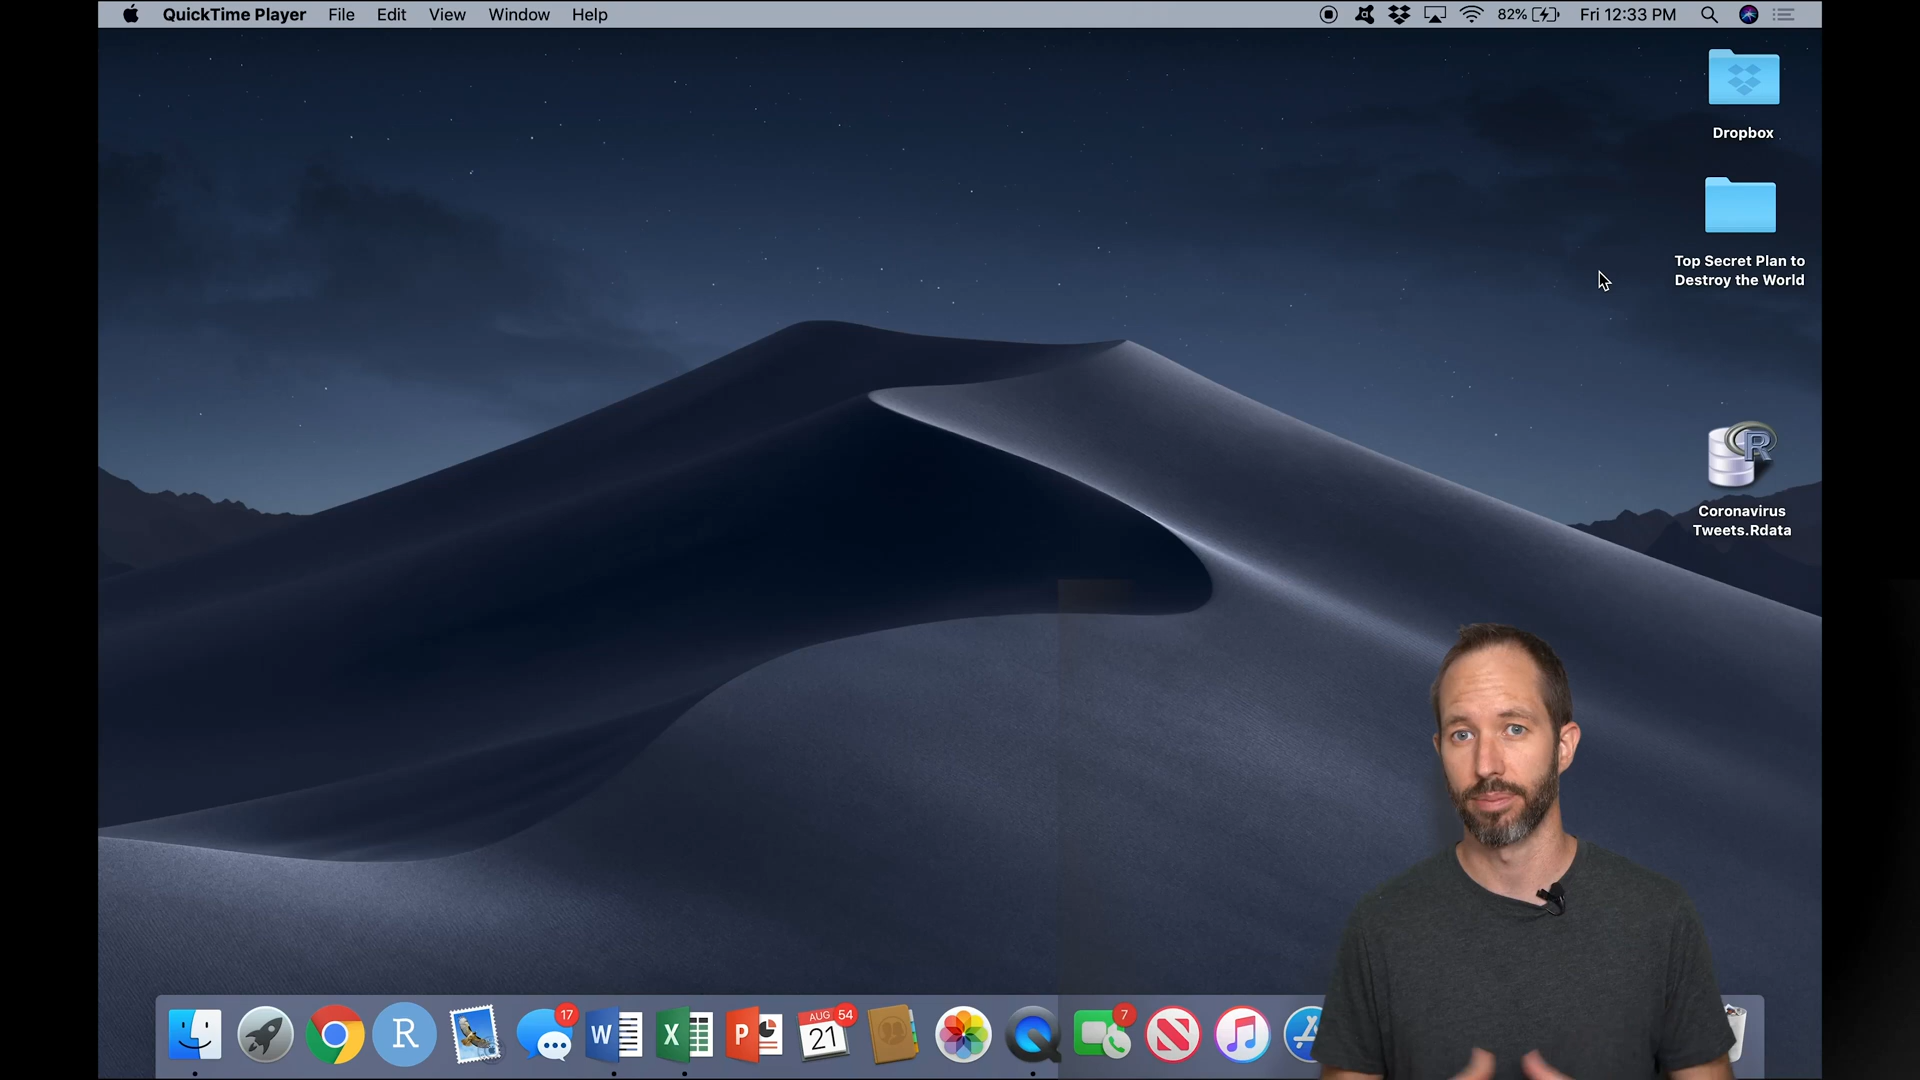 QuickTime Player File Edit View Window Help 82% Fri 12:33 PM
Dropbox
Top Secret Plan to
Destroy the World
R
Coronavirus
Tweets.Rdata
R
17
W
X
P
AUG
21
54
7